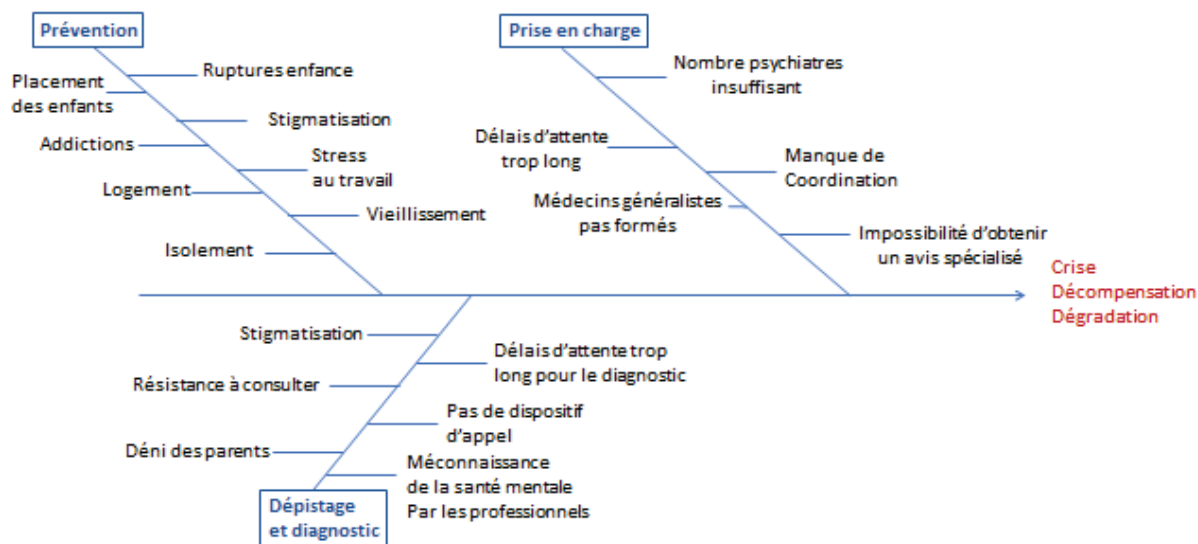 Prévention
Ruptures enfance
Placement
des enfants
Stigmatisation
Addictions
Stress
au travail
Logement
Vieillissement
Isolement
Prise en charge
Nombre psychiatres
insuffisant
Délais d'attente
trop long
Manque de
Coordination
Médecins généralistes
pas formés
Impossibilité d'obtenir
un avis spécialisé
Crise
Décompensation
Dégradation
Stigmatisation
Délais d'attente trop
long pour le diagnostic
Résistance à consulter
Pas de dispositif
d'appel
Déni des parents
Méconnaissance
de la santé mentale
Par les professionnels
Dépistage
et diagnostic